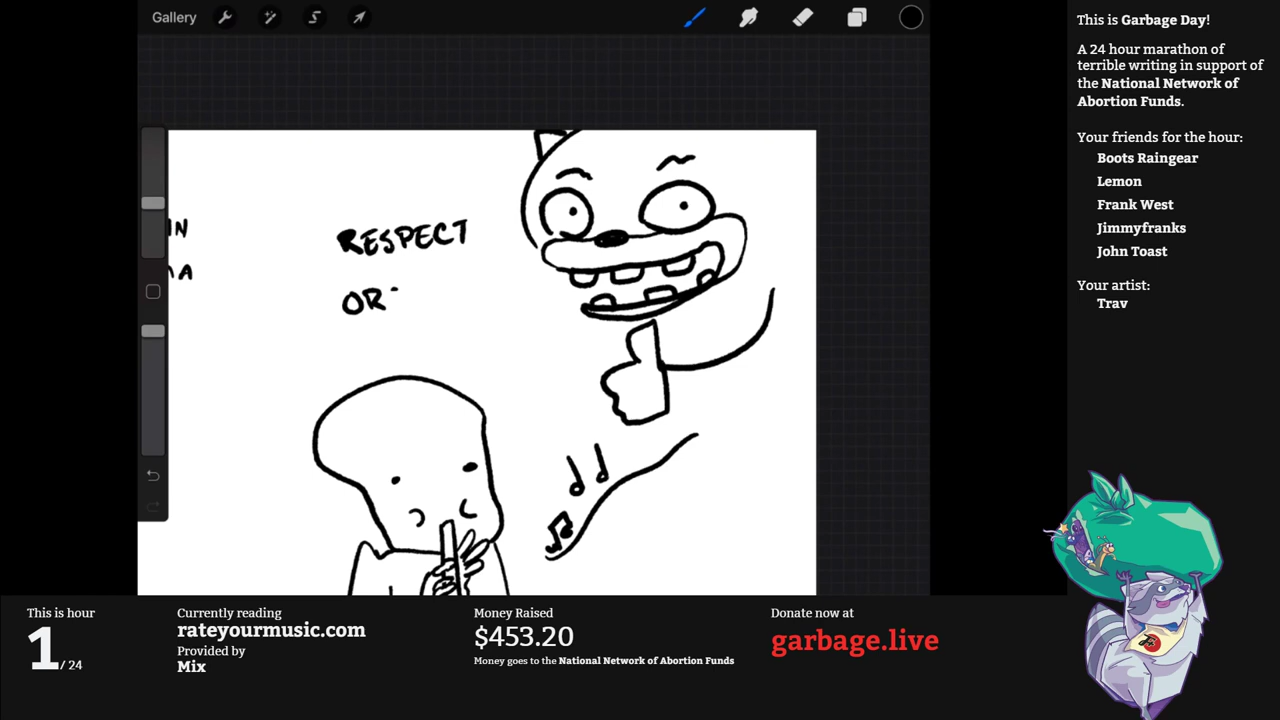 Gallery
IN
MA
RESPECT
OR
This is Garbage Day!
A 24 hour marathon of
terrible writing in support of
the National Network of
Abortion Funds.
Your friends for the hour:
Boots Raingear
Lemon
Frank West
Jimmyfranks
John Toast
Your artist:
Trav
This is hour
1 / 24
Currently reading
rateyourmusic.com
Provided by
Mix
Money Raised
$453.20
Money goes to the National Network of Abortion Funds
Donate now at
garbage.live